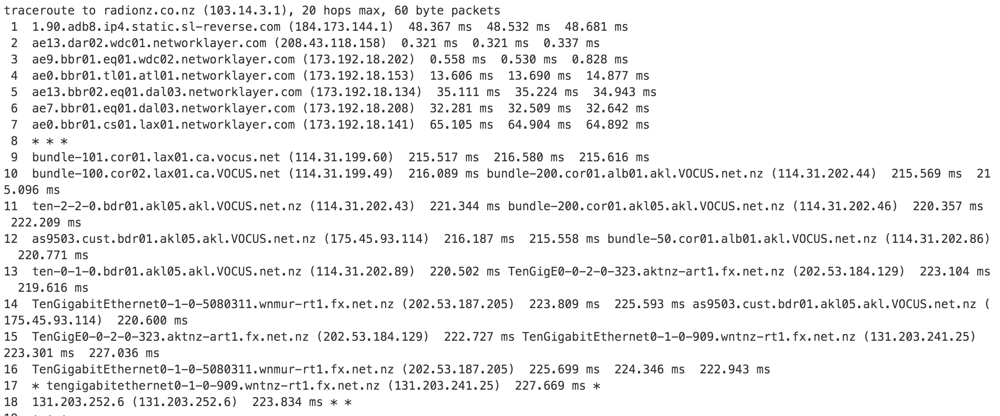 traceroute to radionz.co.nz (103.14.3.1), 20 hops max, 60 byte packets
 1  1.90.adb8.ip4.static.sl-reverse.com (184.173.144.1)  48.367 ms  48.532 ms  48.681 ms
 2  ae13.dar02.wdc01.networklayer.com (208.43.118.158)  0.321 ms  0.321 ms  0.337 ms
 3  ae9.bbr01.eq01.wdc02.networklayer.com (173.192.18.202)  0.558 ms  0.530 ms  0.828 ms
 4  ae0.bbr01.tl01.atl01.networklayer.com (173.192.18.153)  13.606 ms  13.690 ms  14.877 ms
 5  ae13.bbr02.eq01.dal03.networklayer.com (173.192.18.134)  35.111 ms  35.224 ms  34.943 ms
 6  ae7.bbr01.eq01.dal03.networklayer.com (173.192.18.208)  32.281 ms  32.509 ms  32.642 ms
 7  ae0.bbr01.cs01.lax01.networklayer.com (173.192.18.141)  65.105 ms  64.904 ms  64.892 ms
 8  * * *
 9  bundle-101.cor01.lax01.ca.vocus.net (114.31.199.60)  215.517 ms  216.580 ms  215.616 ms
10  bundle-100.cor02.lax01.ca.VOCUS.net (114.31.199.49)  216.089 ms bundle-200.cor01.alb01.akl.VOCUS.net.nz (114.31.202.44)  215.569 ms  21
5.096 ms
11  ten-2-2-0.bdr01.akl05.akl.VOCUS.net.nz (114.31.202.43)  221.344 ms bundle-200.cor01.akl05.akl.VOCUS.net.nz (114.31.202.46)  220.357 ms
 222.209 ms
12  as9503.cust.bdr01.akl05.akl.VOCUS.net.nz (175.45.93.114)  216.187 ms  215.558 ms bundle-50.cor01.alb01.akl.VOCUS.net.nz (114.31.202.86)
  220.771 ms
13  ten-0-1-0.bdr01.akl05.akl.VOCUS.net.nz (114.31.202.89)  220.502 ms TenGigE0-0-2-0-323.aktnz-art1.fx.net.nz (202.53.184.129)  223.104 ms
  219.616 ms
14  TenGigabitEthernet0-1-0-5080311.wnmur-rt1.fx.net.nz (202.53.187.205)  223.809 ms  225.593 ms as9503.cust.bdr01.akl05.akl.VOCUS.net.nz (
175.45.93.114)  220.600 ms
15  TenGigE0-0-2-0-323.aktnz-art1.fx.net.nz (202.53.184.129)  222.727 ms TenGigabitEthernet0-1-0-909.wntnz-rt1.fx.net.nz (131.203.241.25)
223.301 ms  227.036 ms
16  TenGigabitEthernet0-1-0-5080311.wnmur-rt1.fx.net.nz (202.53.187.205)  225.699 ms  224.346 ms  222.943 ms
17  * tengigabitethernet0-1-0-909.wntnz-rt1.fx.net.nz (131.203.241.25)  227.669 ms *
18  131.203.252.6 (131.203.252.6)  223.834 ms * *